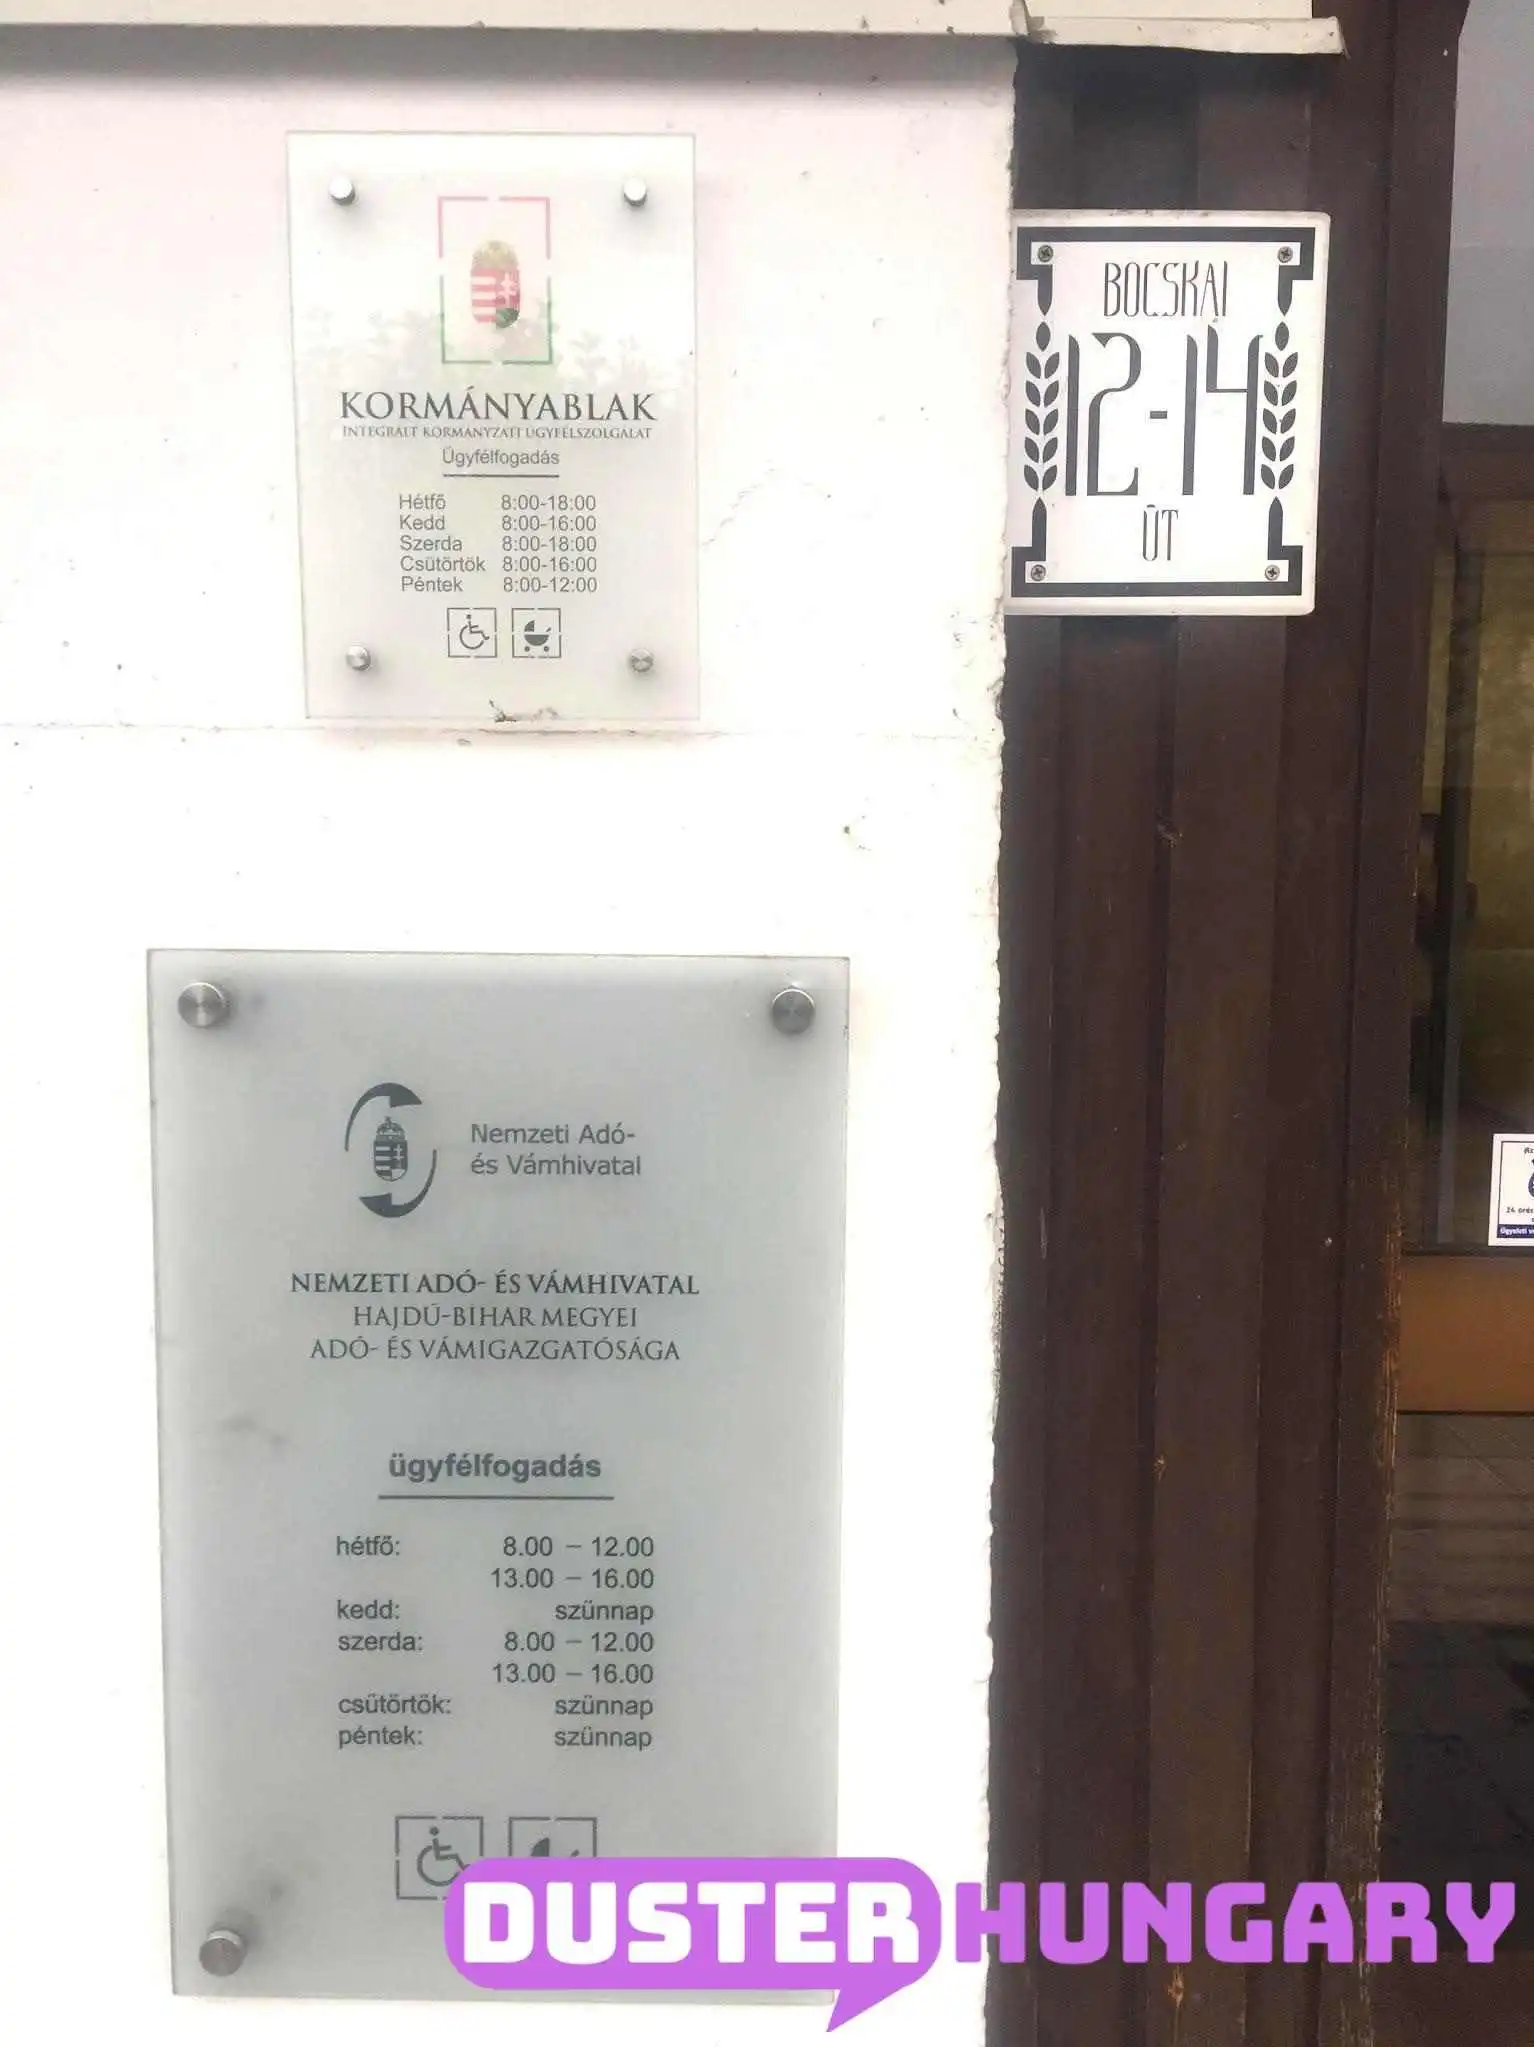 KORMÁNYABLAK
INTEGRÁLT KORMÁNYZATI ÜGYFÉLSZOLGÁLAT
Ügyfélfogadás
Hétfő 8:00-18:00
Kedd 8:00-16:00
Szerda 8:00-18:00
Csütörtök 8:00-16:00
Péntek 8:00-12:00
BOCSKAI
12-14
ÚT
Nemzeti Adó-
és Vámhivatal
NEMZETI ADÓ- ÉS VÁMHIVATAL
HAJDÚ-BIHAR MEGYEI
ADÓ- ÉS VÁMIGAZGATÓSÁGA
ügyfélfogadás
hétfő: 8.00 – 12.00
13.00 – 16.00
kedd: szünnap
szerda: 8.00 – 12.00
13.00 – 16.00
csütörtök: szünnap
péntek: szünnap
DUSTERHUNGARY